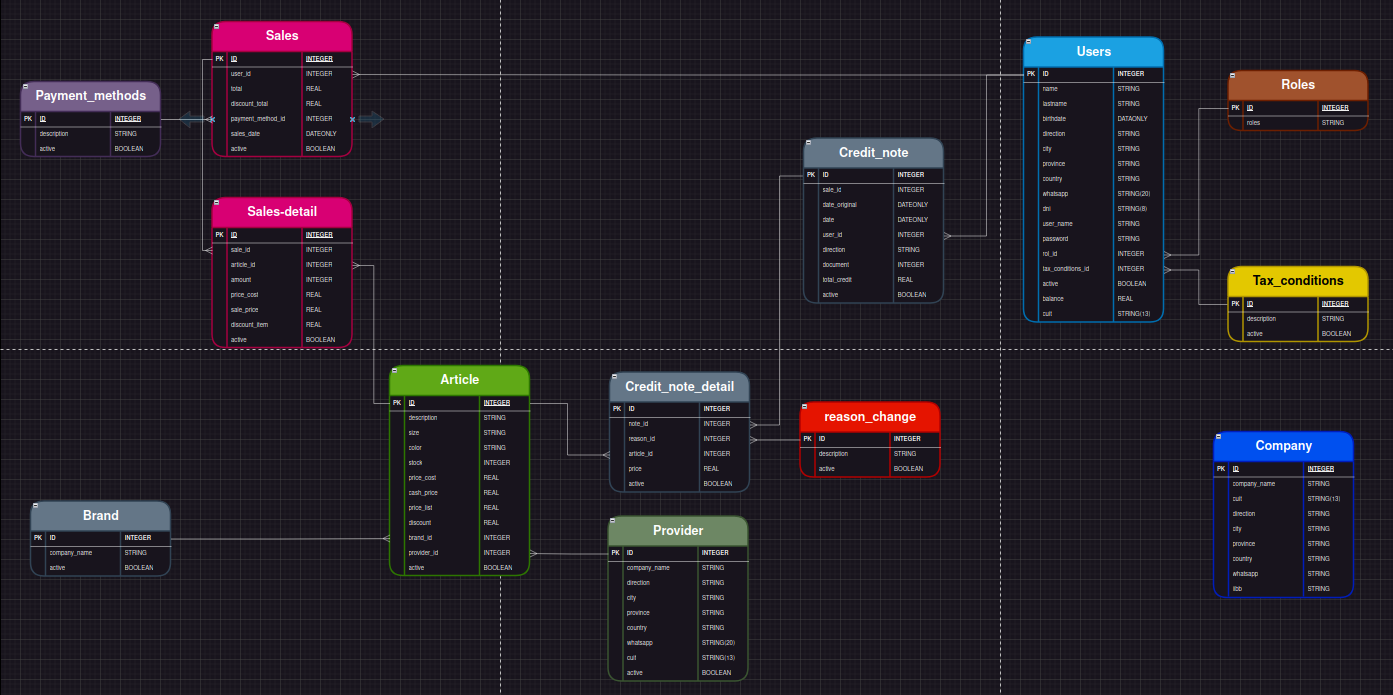 Sales
PK ID INTEGER
user_id INTEGER
total REAL
discount_total REAL
payment_method_id INTEGER
sales_date DATEONLY
active BOOLEAN
Payment_methods
PK ID INTEGER
description STRING
active BOOLEAN
Sales-detail
PK ID INTEGER
sale_id INTEGER
article_id INTEGER
amount INTEGER
price_cost REAL
sale_price REAL
discount_item REAL
active BOOLEAN
Credit_note
PK ID INTEGER
sale_id INTEGER
date_original DATEONLY
date DATEONLY
user_id INTEGER
direction STRING
document INTEGER
total_credit REAL
active BOOLEAN
Users
PK ID INTEGER
name STRING
lastname STRING
birthdate DATAONLY
direction STRING
city STRING
province STRING
country STRING
whatsapp STRING(20)
dni STRING(8)
user_name STRING
password STRING
rol_id INTEGER
tax_conditions_id INTEGER
active BOOLEAN
balance REAL
cuit STRING(13)
Roles
PK ID INTEGER
roles STRING
Tax_conditions
PK ID INTEGER
description STRING
active BOOLEAN
Article
PK ID INTEGER
description STRING
size STRING
color STRING
stock INTEGER
price_cost REAL
cash_price REAL
price_list REAL
discount REAL
brand_id INTEGER
provider_id INTEGER
active BOOLEAN
Credit_note_detail
PK ID INTEGER
note_id INTEGER
reason_id INTEGER
article_id INTEGER
price REAL
active BOOLEAN
reason_change
PK ID INTEGER
description STRING
active BOOLEAN
Brand
PK ID INTEGER
company_name STRING
active BOOLEAN
Provider
PK ID INTEGER
company_name STRING
direction STRING
city STRING
province STRING
country STRING
whatsapp STRING(20)
cuit STRING(13)
active BOOLEAN
Company
PK ID INTEGER
company_name STRING
cuit STRING(13)
direction STRING
city STRING
province STRING
country STRING
whatsapp STRING
iibb STRING